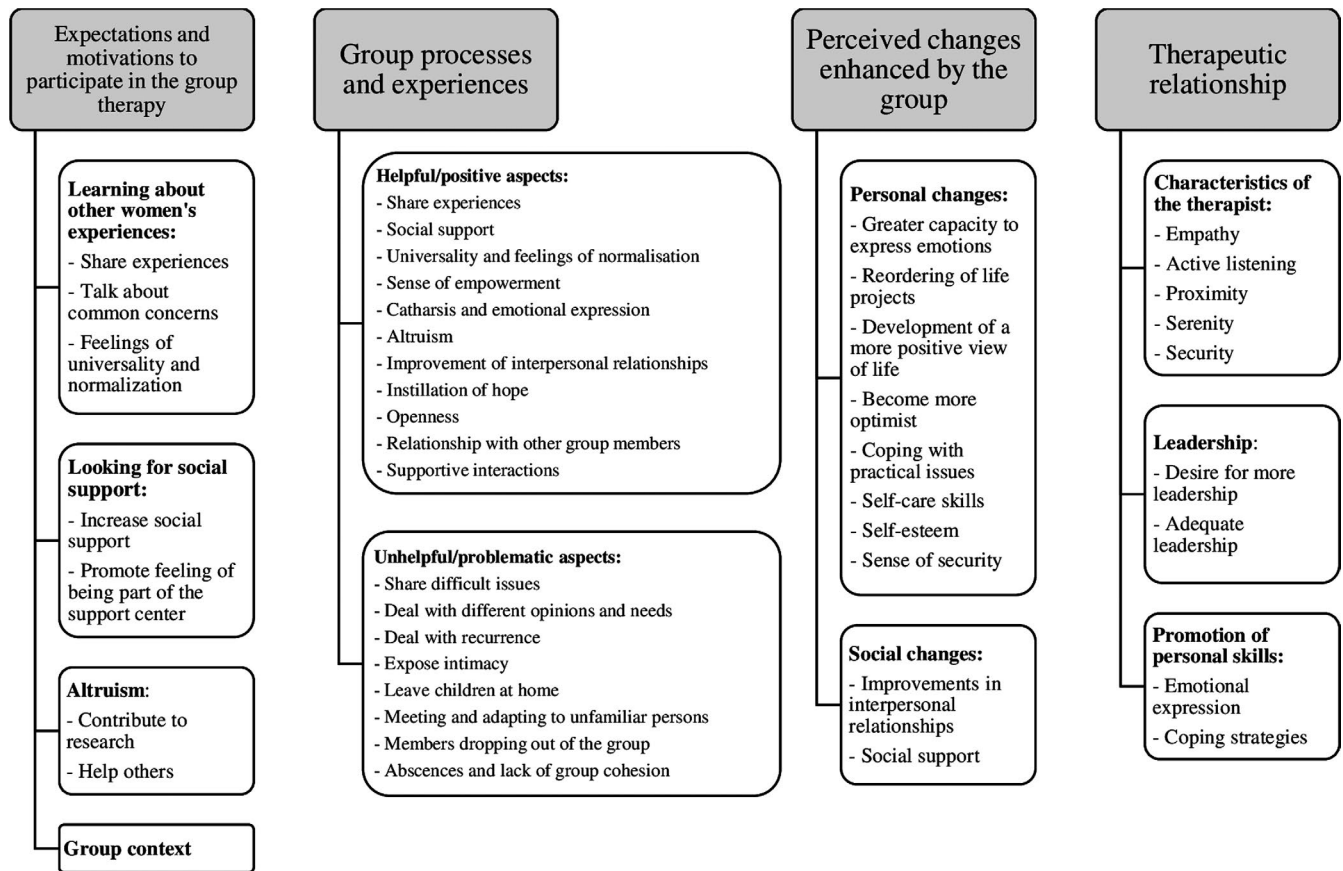 Expectations and
motivations to
participate in the group
therapy
Learning about
other women's
experiences:
- Share experiences
- Talk about
common concerns
- Feelings of
universality and
normalization
Looking for social
support:
- Increase social
support
- Promote feeling of
being part of the
support center
Altruism:
- Contribute to
research
- Help others
Group context
Group processes
and experiences
Helpful/positive aspects:
- Share experiences
- Social support
- Universality and feelings of normalisation
- Sense of empowerment
- Catharsis and emotional expression
- Altruism
- Improvement of interpersonal relationships
- Instillation of hope
- Openness
- Relationship with other group members
- Supportive interactions
Unhelpful/problematic aspects:
- Share difficult issues
- Deal with different opinions and needs
- Deal with recurrence
- Expose intimacy
- Leave children at home
- Meeting and adapting to unfamiliar persons
- Members dropping out of the group
- Abscences and lack of group cohesion
Perceived changes
enhanced by the
group
Personal changes:
- Greater capacity to
express emotions
- Reordering of life
projects
- Development of a
more positive view
of life
- Become more
optimist
- Coping with
practical issues
- Self-care skills
- Self-esteem
- Sense of security
Social changes:
- Improvements in
interpersonal
relationships
- Social support
Therapeutic
relationship
Characteristics of
the therapist:
- Empathy
- Active listening
- Proximity
- Serenity
- Security
Leadership:
- Desire for more
leadership
- Adequate
leadership
Promotion of
personal skills:
- Emotional
expression
- Coping strategies